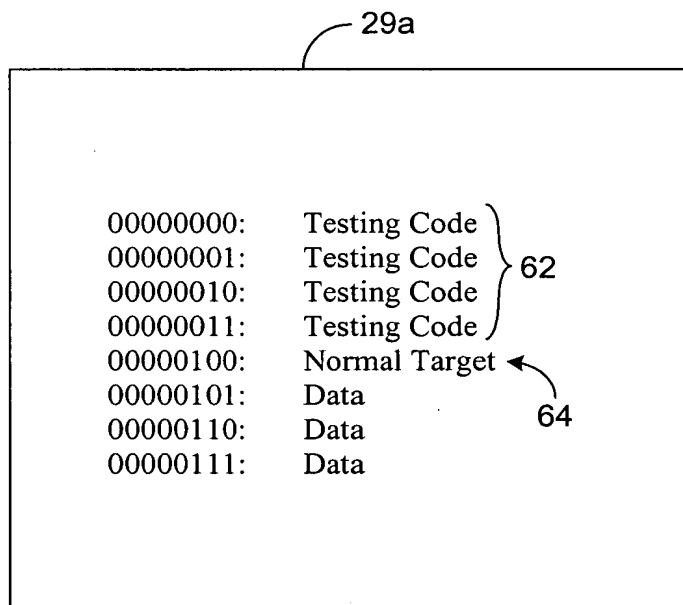 29a
00000000: Testing Code
00000001: Testing Code
00000010: Testing Code
62
00000011: Testing Code
00000100: Normal Target
00000101: Data
64
00000110: Data
00000111: Data